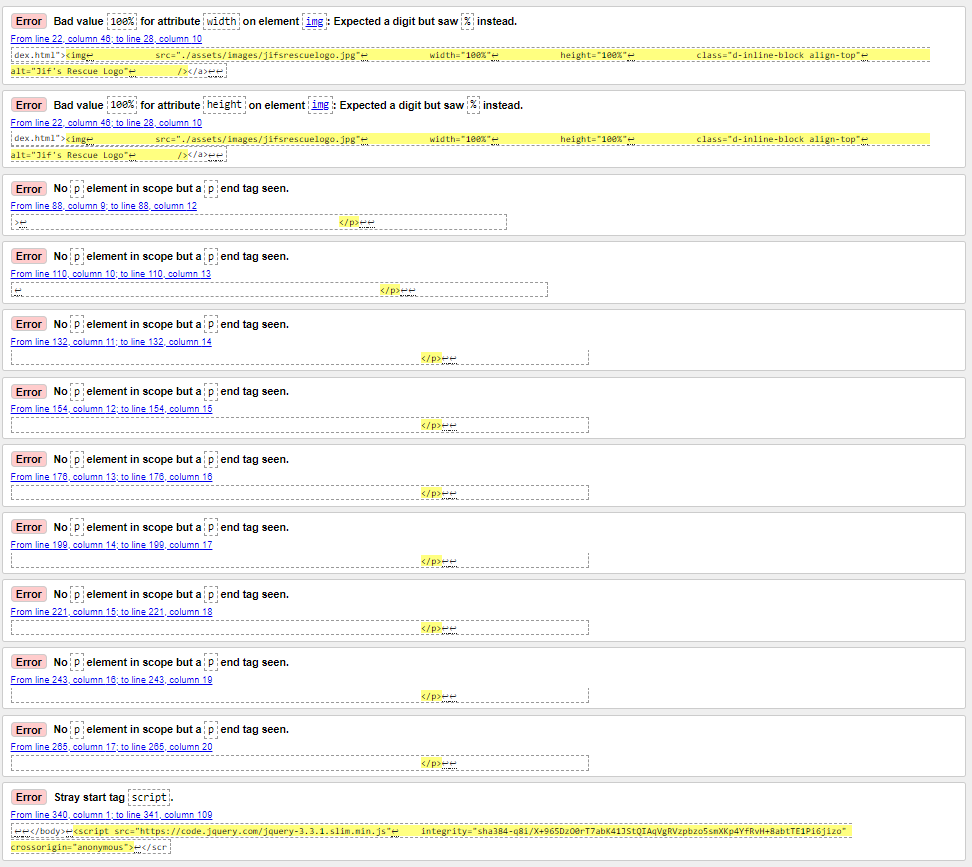 Error Bad value 100% for attribute width on element img: Expected a digit but saw % instead.
From line 22, column 46; to line 28, column 10
dex.html"><img↩ src="./assets/images/jifsrescuelogo.jpg"↩ width="100%"↩ height="100%"↩ class="d-inline-block align-top"↩
alt="Jif's Rescue Logo"↩ /></a>↩↩
Error Bad value 100% for attribute height on element img: Expected a digit but saw % instead.
From line 22, column 46; to line 28, column 10
dex.html"><img↩ src="./assets/images/jifsrescuelogo.jpg"↩ width="100%"↩ height="100%"↩ class="d-inline-block align-top"↩
alt="Jif's Rescue Logo"↩ /></a>↩↩
Error No p element in scope but a p end tag seen.
From line 88, column 9; to line 88, column 12
>↩ </p>↩↩
Error No p element in scope but a p end tag seen.
From line 110, column 10; to line 110, column 13
↩ </p>↩↩
Error No p element in scope but a p end tag seen.
From line 132, column 11; to line 132, column 14
</p>↩↩
Error No p element in scope but a p end tag seen.
From line 154, column 12; to line 154, column 15
</p>↩↩
Error No p element in scope but a p end tag seen.
From line 176, column 13; to line 176, column 16
</p>↩↩
Error No p element in scope but a p end tag seen.
From line 199, column 14; to line 199, column 17
</p>↩↩
Error No p element in scope but a p end tag seen.
From line 221, column 15; to line 221, column 18
</p>↩↩
Error No p element in scope but a p end tag seen.
From line 243, column 16; to line 243, column 19
</p>↩↩
Error No p element in scope but a p end tag seen.
From line 265, column 17; to line 265, column 20
</p>↩↩
Error Stray start tag script.
From line 340, column 1; to line 341, column 109
↩↩</body>↩<script src="https://code.jquery.com/jquery-3.3.1.slim.min.js"↩ integrity="sha384-q8i/X+965DzO0rT7abK41JStQIAqVgRVzpbzo5smXKp4YfRvH+8abtTE1Pi6jizo"
crossorigin="anonymous">↩</scr